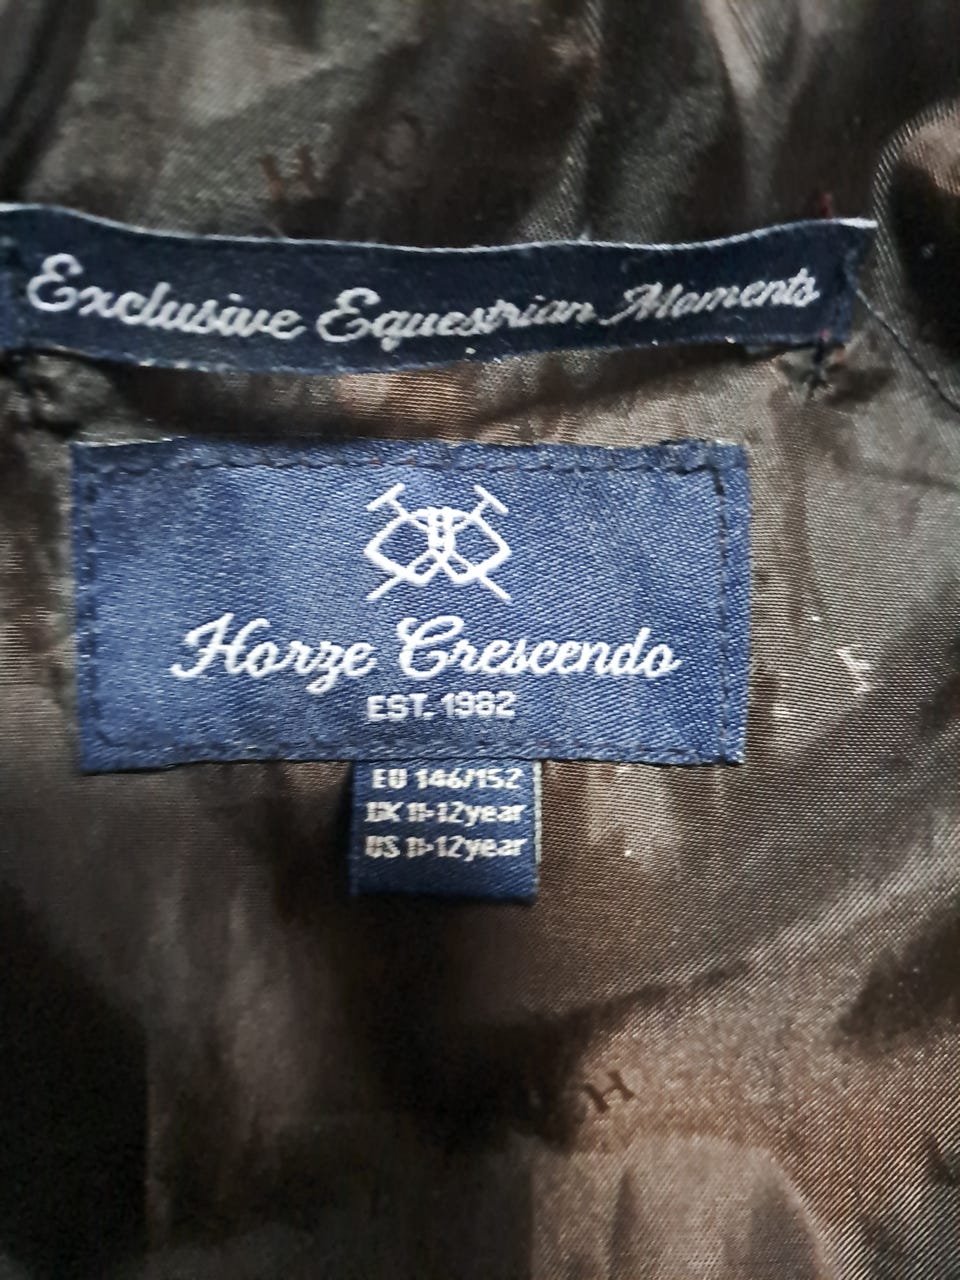 Exclusive Equestrian Moments
Horze Crescendo
EST. 1982
EU 146/152
UK 11-12year
US 11-12year